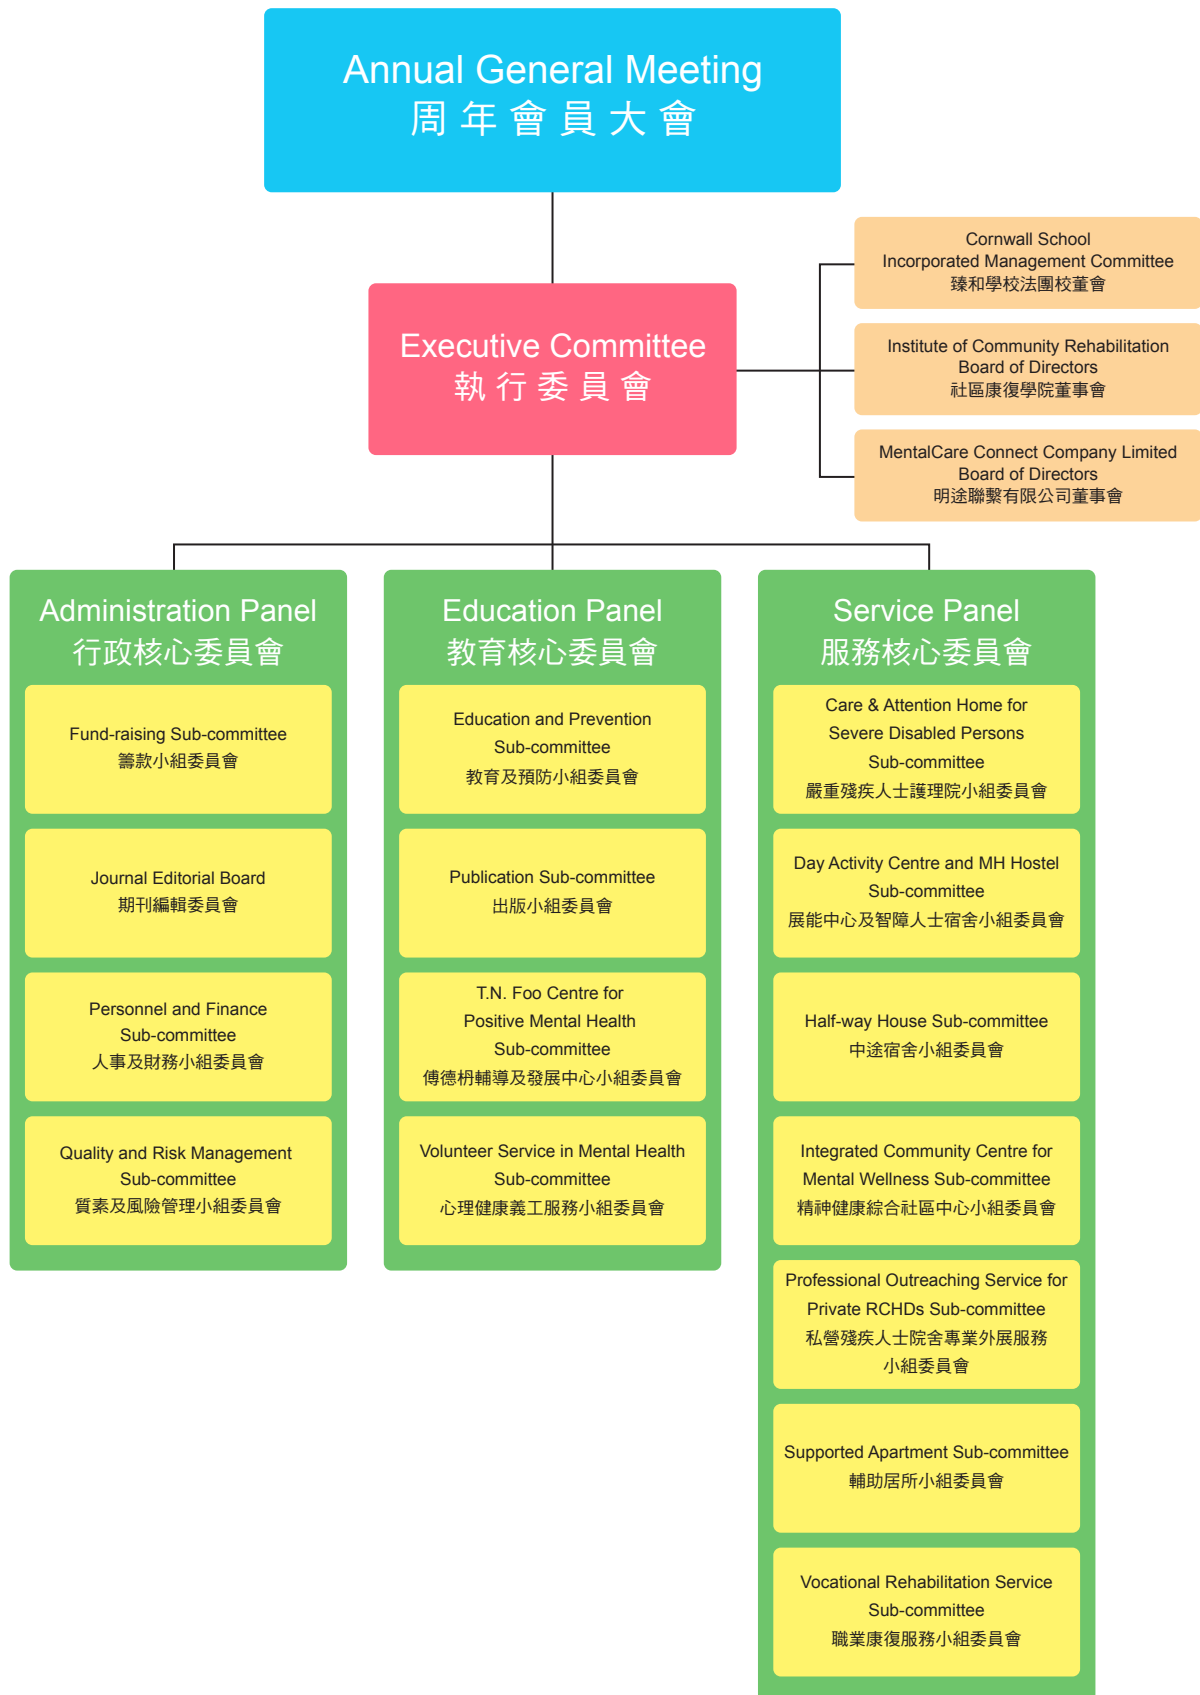 Annual General Meeting
周年會員大會
Cornwall School
Incorporated Management Committee
臻和學校法團校董會
Executive Committee
執行委員會
Institute of Community Rehabilitation
Board of Directors
社區康復學院董事會
MentalCare Connect Company Limited
Board of Directors
明途聯繫有限公司董事會
Administration Panel
行政核心委員會
Fund-raising Sub-committee
籌款小組委員會
Journal Editorial Board
期刊編輯委員會
Personnel and Finance
Sub-committee
人事及財務小組委員會
Quality and Risk Management
Sub-committee
質素及風險管理小組委員會
Education Panel
教育核心委員會
Education and Prevention
Sub-committee
教育及預防小組委員會
Publication Sub-committee
出版小組委員會
T.N. Foo Centre for
Positive Mental Health
Sub-committee
傅德枬輔導及發展中心小組委員會
Volunteer Service in Mental Health
Sub-committee
心理健康義工服務小組委員會
Service Panel
服務核心委員會
Care & Attention Home for
Severe Disabled Persons
Sub-committee
嚴重殘疾人士護理院小組委員會
Day Activity Centre and MH Hostel
Sub-committee
展能中心及智障人士宿舍小組委員會
Half-way House Sub-committee
中途宿舍小組委員會
Integrated Community Centre for
Mental Wellness Sub-committee
精神健康綜合社區中心小組委員會
Professional Outreaching Service for
Private RCHDs Sub-committee
私營殘疾人士院舍專業外展服務
小組委員會
Supported Apartment Sub-committee
輔助居所小組委員會
Vocational Rehabilitation Service
Sub-committee
職業康復服務小組委員會